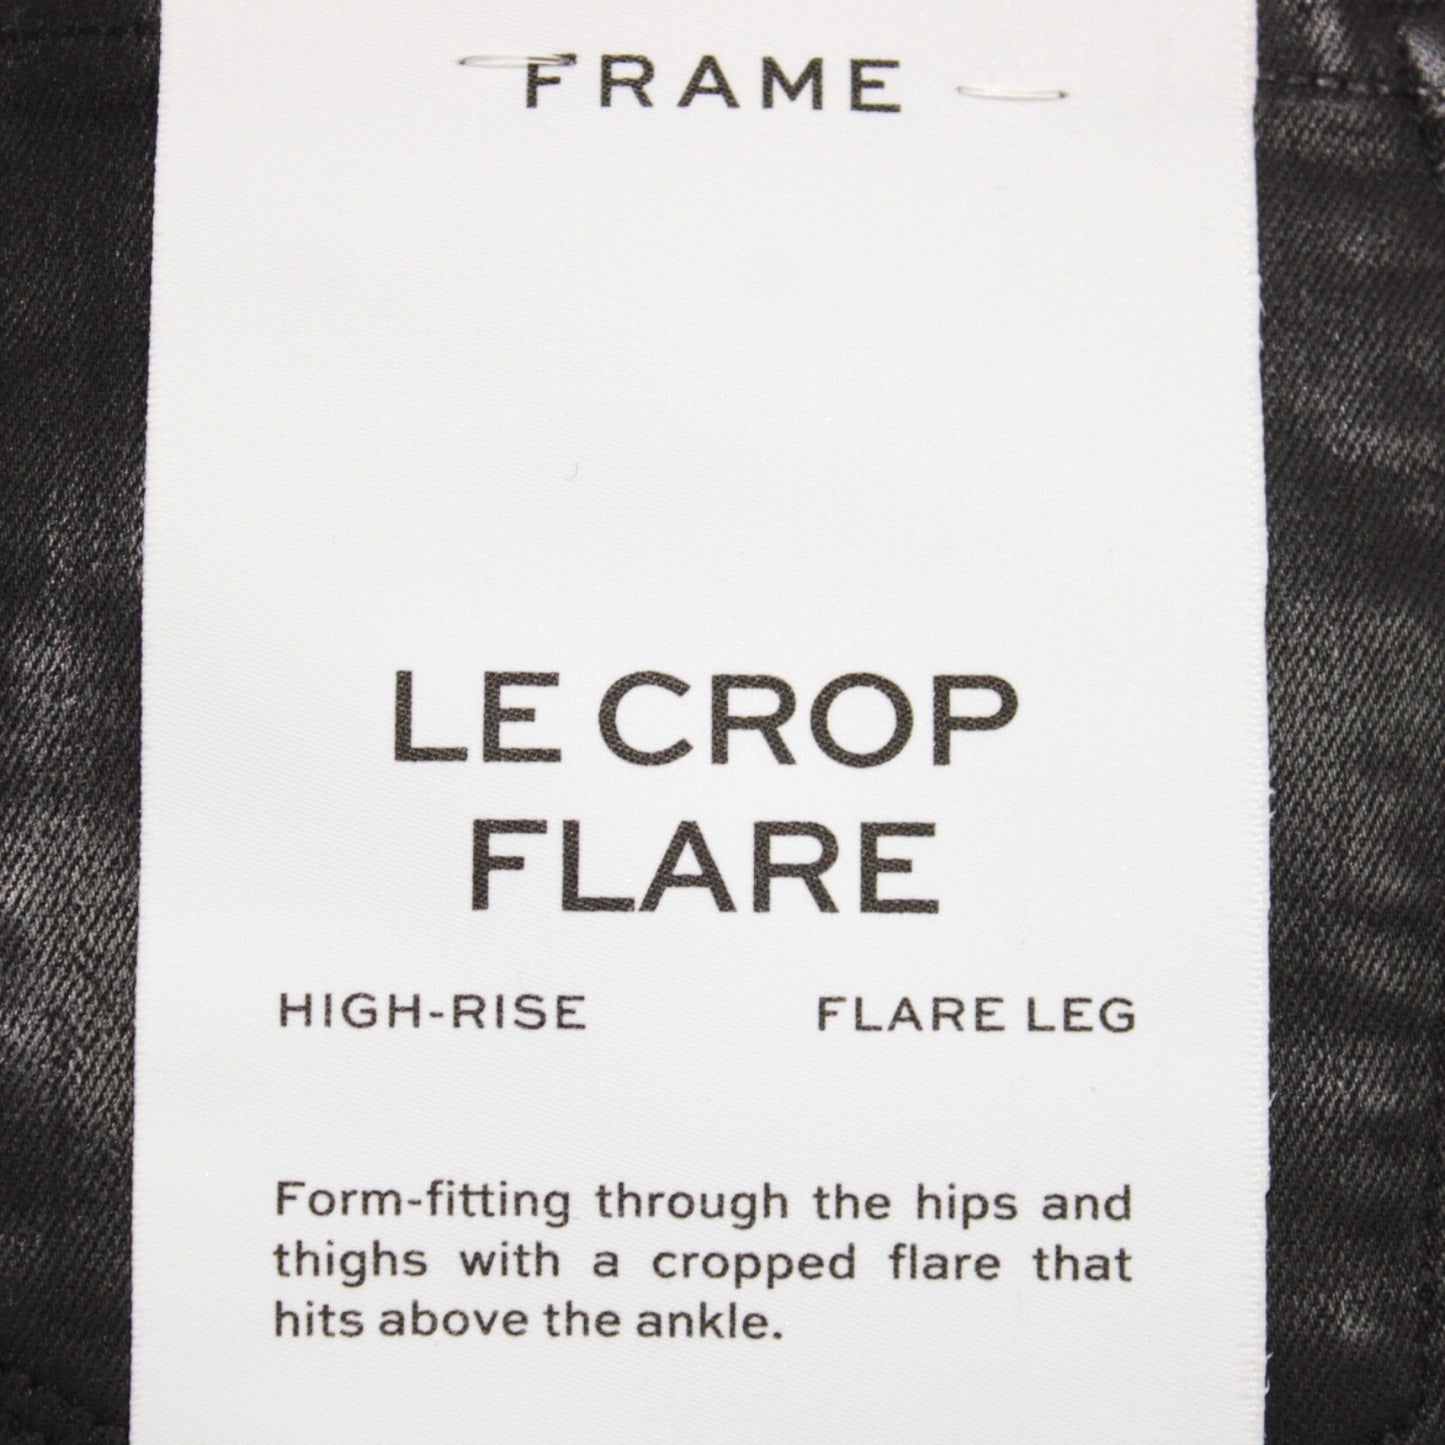 FRAME
LE CROP
FLARE
HIGH-RISE FLARE LEG
Form-fitting through the hips and
thighs with a cropped flare that
hits above the ankle.